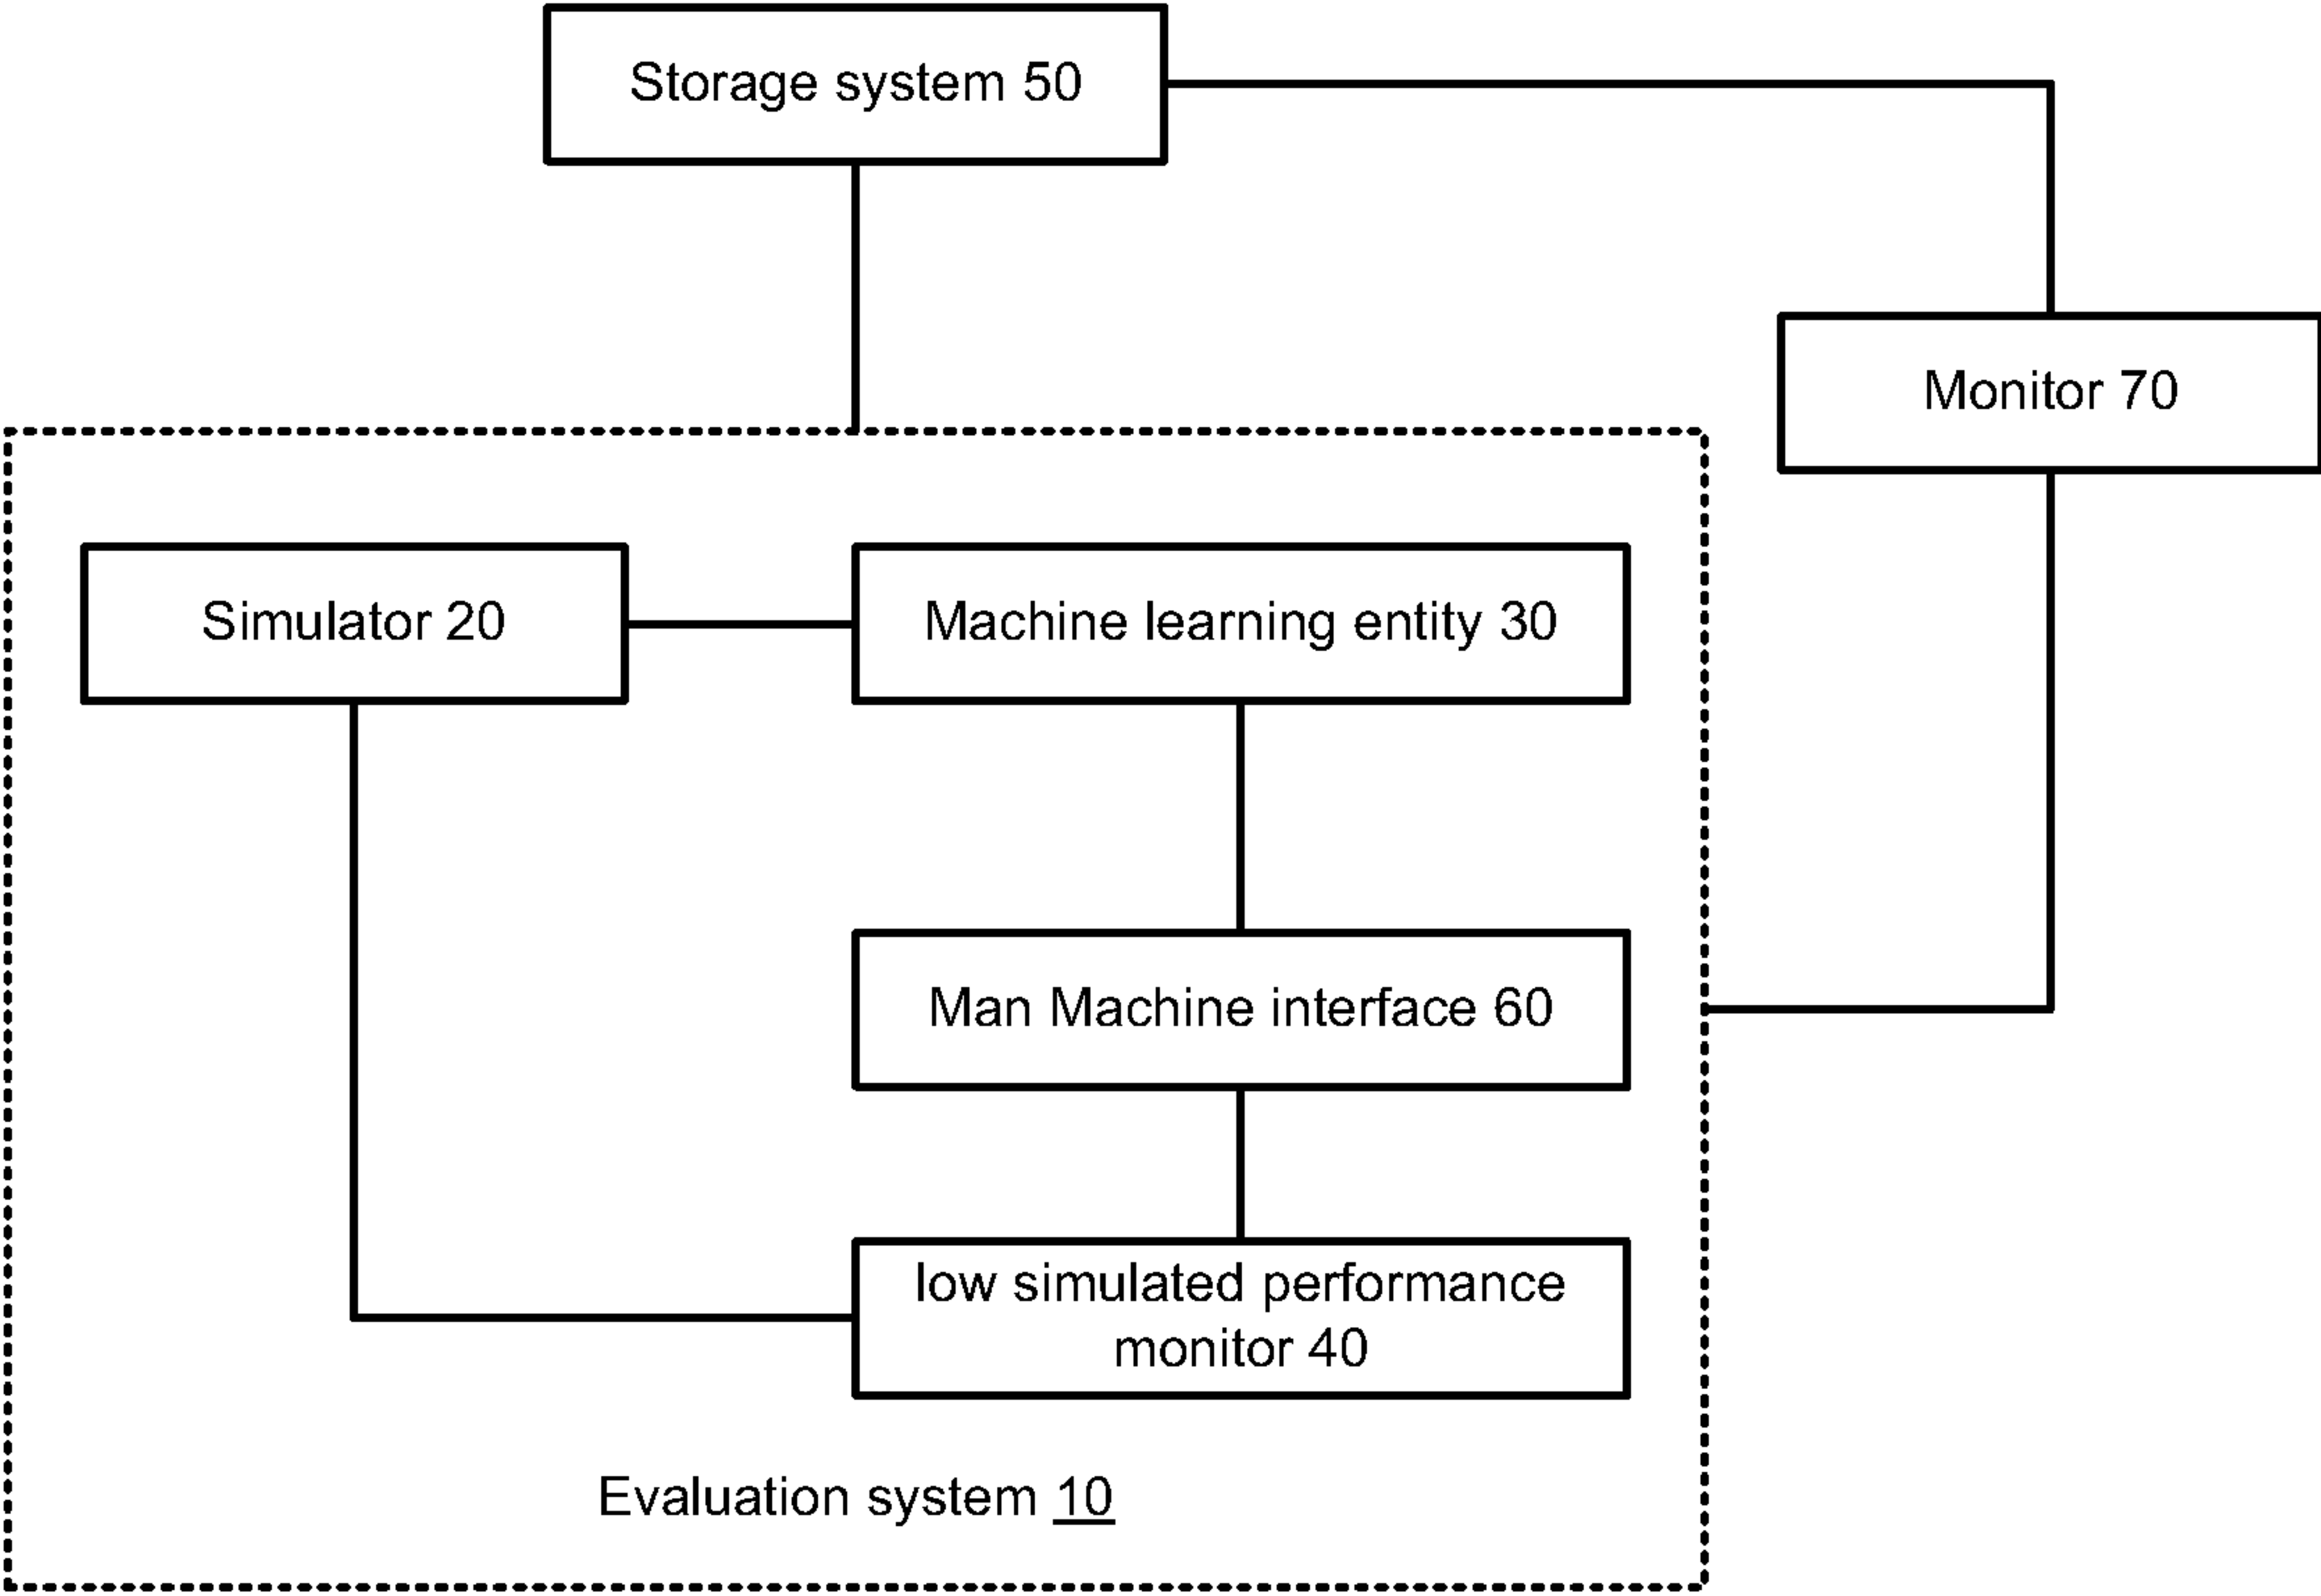 Storage system 50
Monitor 70
Simulator 20
Machine learning entity 30
Man Machine interface 60
low simulated performance
monitor 40
Evaluation system 10